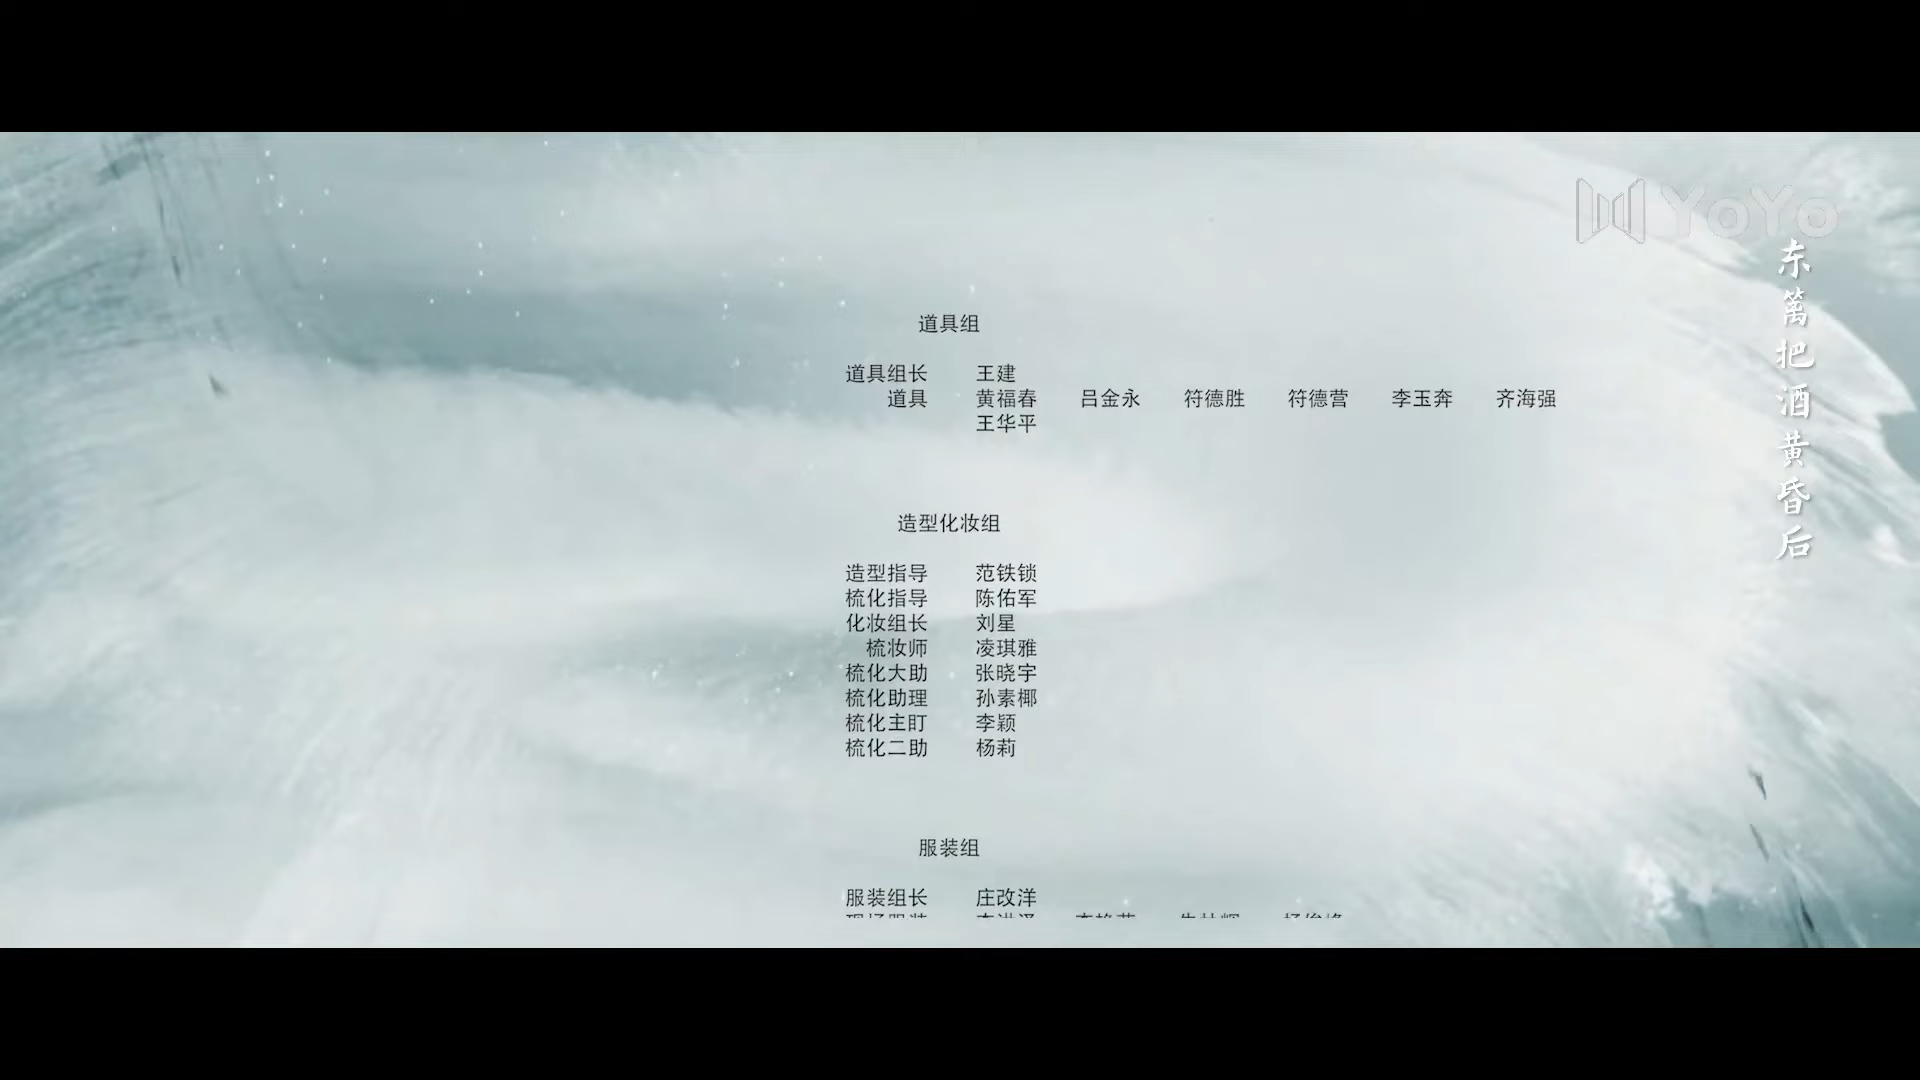 YoYo
东篱把酒黄昏后
道具组
道具组长 王建
道具 黄福春 吕金永 符德胜 符德营 李玉奔 齐海强
王华平
造型化妆组
造型指导 范铁锁
梳化指导 陈佑军
化妆组长 刘星
梳妆师 凌琪雅
梳化大助 张晓宇
梳化助理 孙素椰
梳化主盯 李颖
梳化二助 杨莉
服装组
服装组长 庄改洋